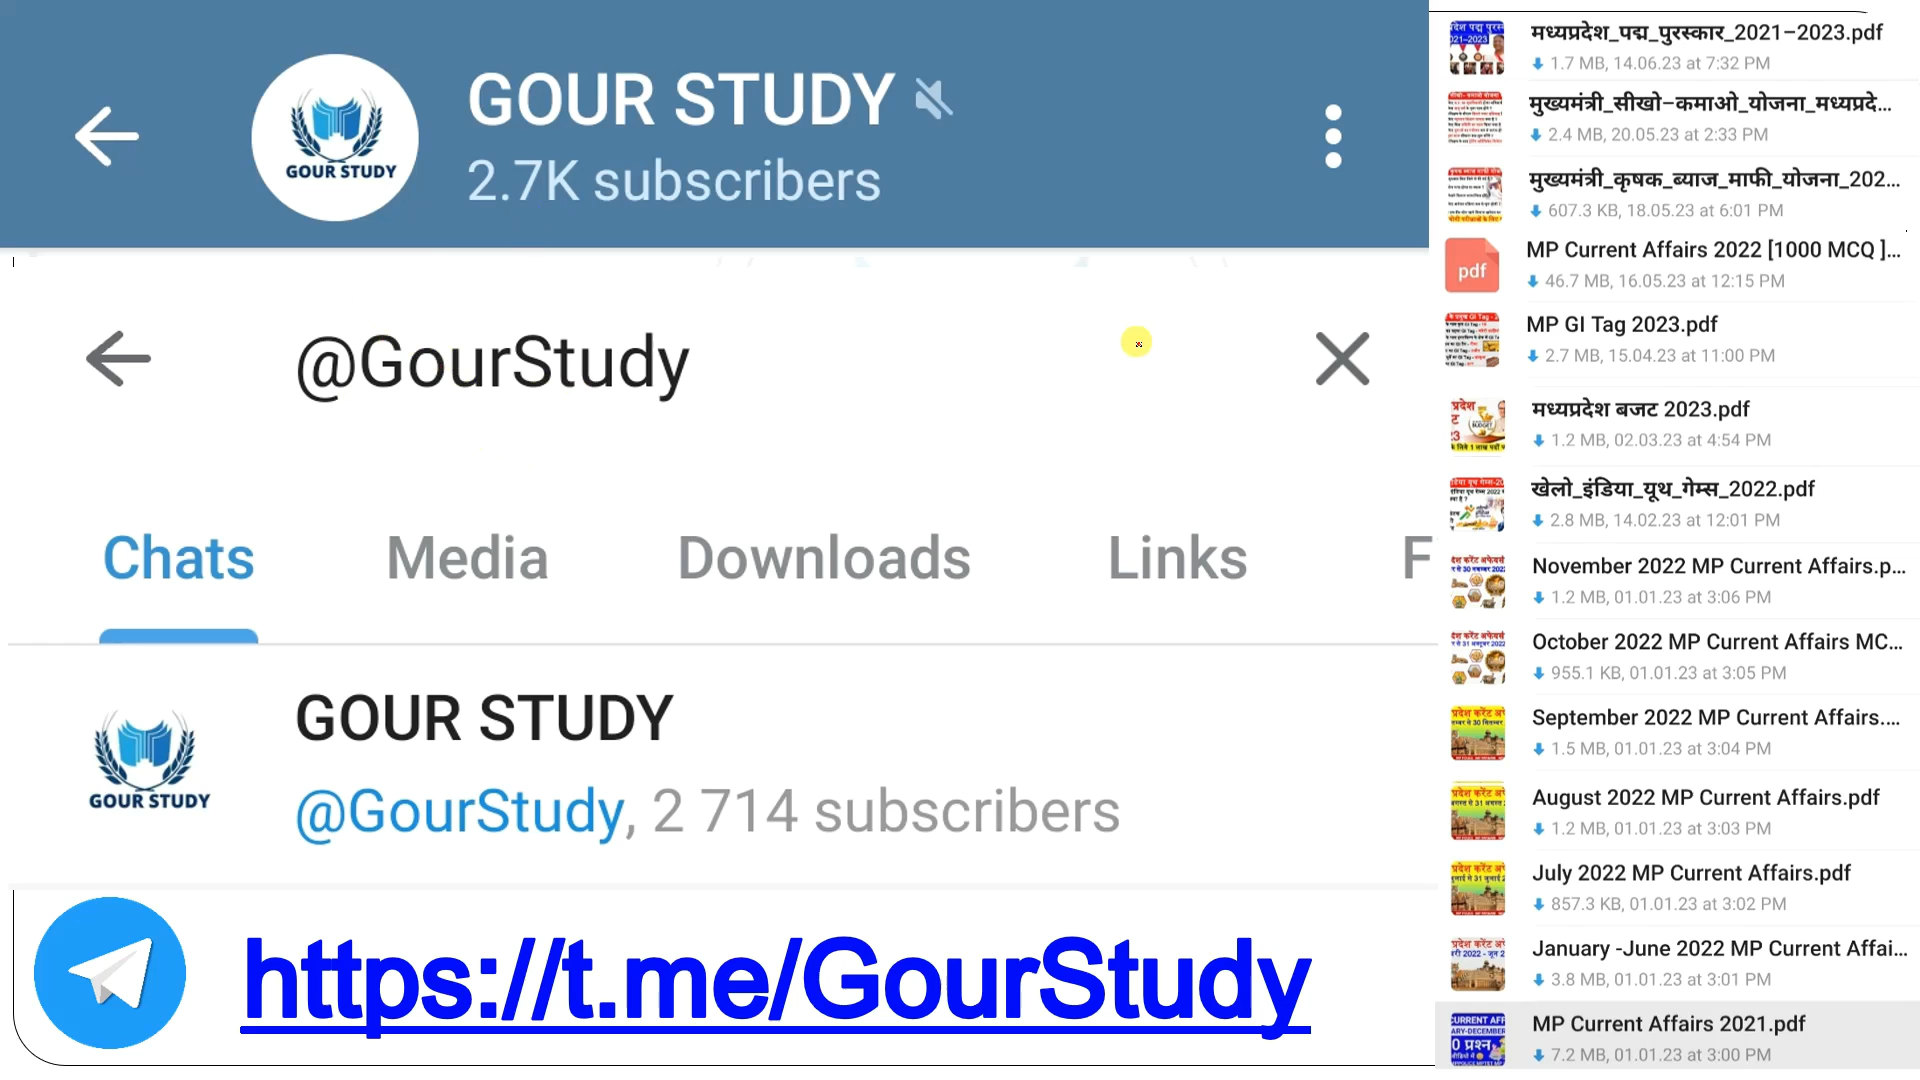 GOUR STUDY
GOUR STUDY
2.7K subscribers
@GourStudy
Chats
Media
Downloads
Links
F
GOUR STUDY
GOUR STUDY
@GourStudy, 2 714 subscribers
https://t.me/GourStudy
मध्यप्रदेश_पद्म_पुरस्कार_2021–2023.pdf
1.7 MB, 14.06.23 at 7:32 PM
मुख्यमंत्री_सीखो–कमाओ_योजना_मध्यप्रदे...
2.4 MB, 20.05.23 at 2:33 PM
मुख्यमंत्री_कृषक_ब्याज_माफी_योजना_202...
607.3 KB, 18.05.23 at 6:01 PM
pdf
MP Current Affairs 2022 [1000 MCQ ]...
46.7 MB, 16.05.23 at 12:15 PM
MP GI Tag 2023.pdf
2.7 MB, 15.04.23 at 11:00 PM
मध्यप्रदेश बजट 2023.pdf
1.2 MB, 02.03.23 at 4:54 PM
खेलो_इंडिया_यूथ_गेम्स_2022.pdf
2.8 MB, 14.02.23 at 12:01 PM
November 2022 MP Current Affairs.p...
1.2 MB, 01.01.23 at 3:06 PM
October 2022 MP Current Affairs MC...
955.1 KB, 01.01.23 at 3:05 PM
September 2022 MP Current Affairs....
1.5 MB, 01.01.23 at 3:04 PM
August 2022 MP Current Affairs.pdf
1.2 MB, 01.01.23 at 3:03 PM
July 2022 MP Current Affairs.pdf
857.3 KB, 01.01.23 at 3:02 PM
January -June 2022 MP Current Affai...
3.8 MB, 01.01.23 at 3:01 PM
MP Current Affairs 2021.pdf
7.2 MB, 01.01.23 at 3:00 PM